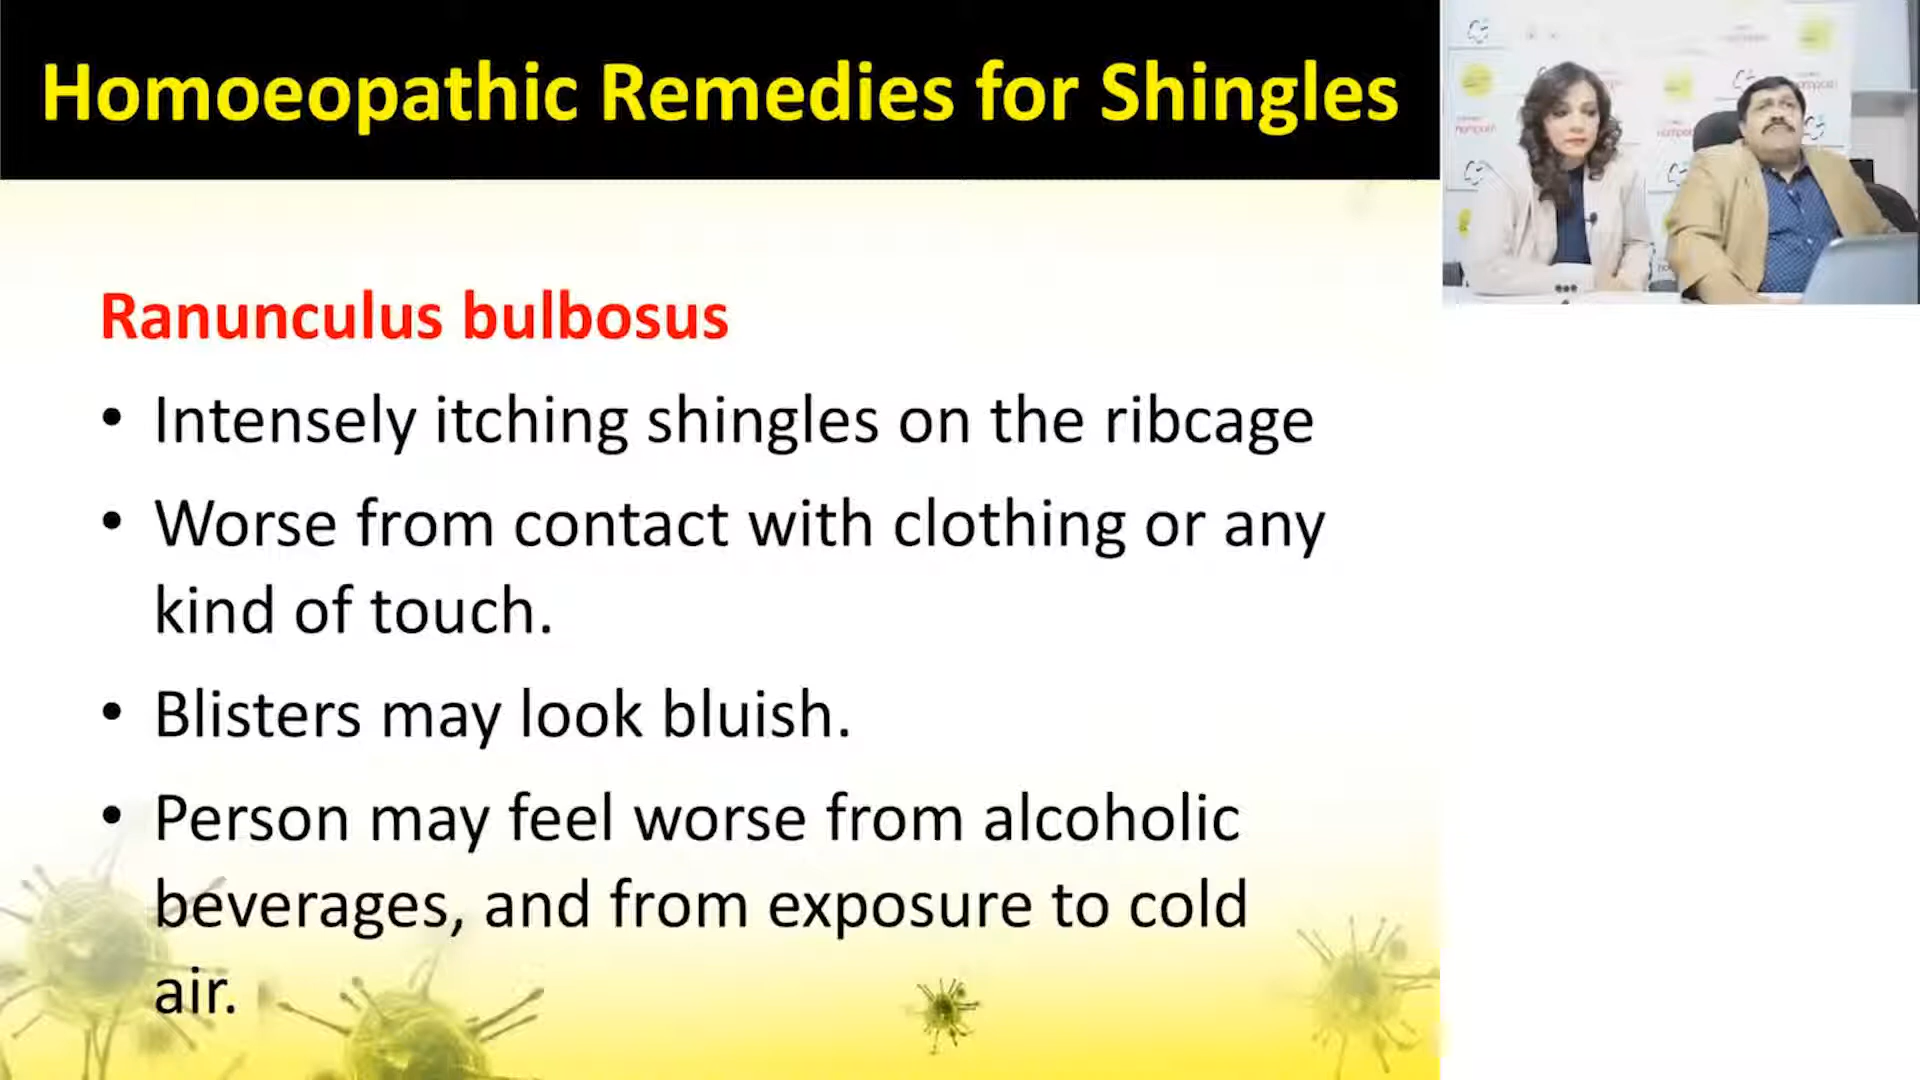 Homoeopathic Remedies for Shingles
Ranunculus bulbosus
• Intensely itching shingles on the ribcage
• Worse from contact with clothing or any
kind of touch.
• Blisters may look bluish.
• Person may feel worse from alcoholic
beverages, and from exposure to cold
air.